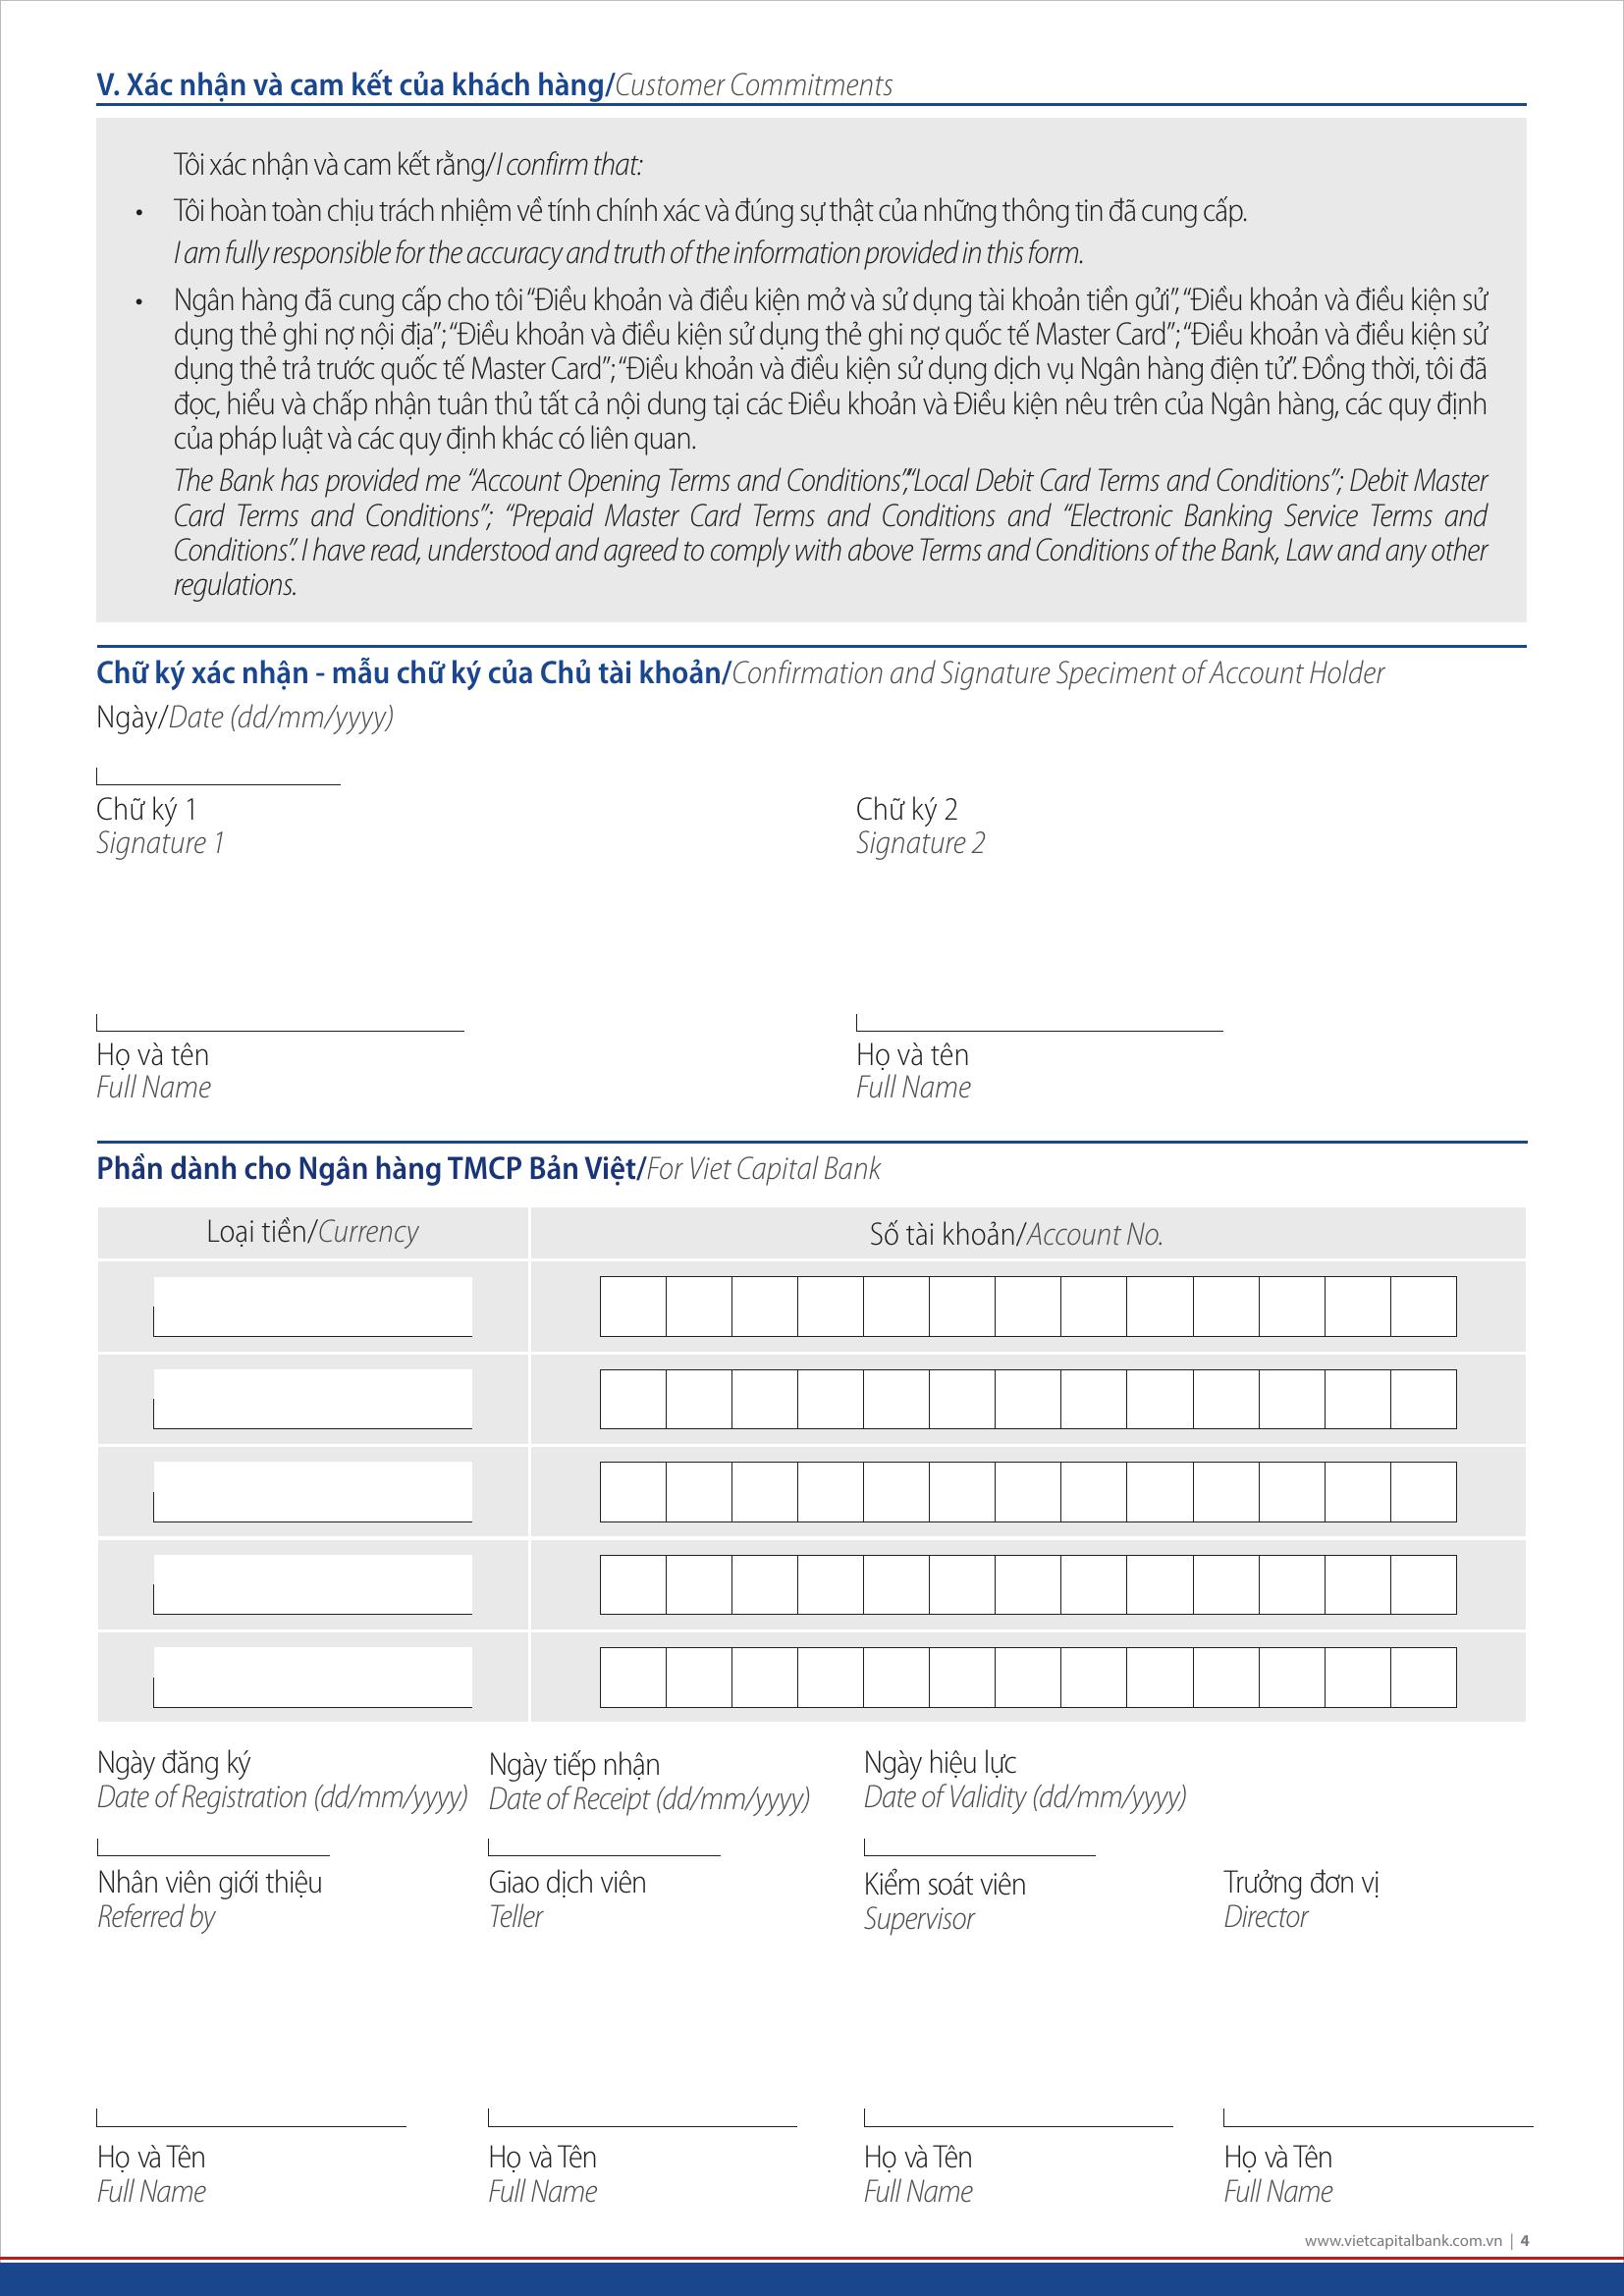 V. Xác nhận và cam kết của khách hàng/Customer Commitments
Tôi xác nhận và cam kết rằng/I confirm that:
• Tôi hoàn toàn chịu trách nhiệm về tính chính xác và đúng sự thật của những thông tin đã cung cấp.
I am fully responsible for the accuracy and truth of the information provided in this form.
• Ngân hàng đã cung cấp cho tôi “Điều khoản và điều kiện mở và sử dụng tài khoản tiền gửi”, “Điều khoản và điều kiện sử
dụng thẻ ghi nợ nội địa”; “Điều khoản và điều kiện sử dụng thẻ ghi nợ quốc tế Master Card”; “Điều khoản và điều kiện sử
dụng thẻ trả trước quốc tế Master Card”; “Điều khoản và điều kiện sử dụng dịch vụ Ngân hàng điện tử”. Đồng thời, tôi đã
đọc, hiểu và chấp nhận tuân thủ tất cả nội dung tại các Điều khoản và Điều kiện nêu trên của Ngân hàng, các quy định
của pháp luật và các quy định khác có liên quan.
The Bank has provided me “Account Opening Terms and Conditions”,“Local Debit Card Terms and Conditions”; Debit Master
Card Terms and Conditions”; “Prepaid Master Card Terms and Conditions and “Electronic Banking Service Terms and
Conditions”. I have read, understood and agreed to comply with above Terms and Conditions of the Bank, Law and any other
regulations.
Chữ ký xác nhận - mẫu chữ ký của Chủ tài khoản/Confirmation and Signature Speciment of Account Holder
Ngày/Date (dd/mm/yyyy)
Chữ ký 1 Chữ ký 2
Signature 1 Signature 2
Họ và tên Họ và tên
Full Name Full Name
Phần dành cho Ngân hàng TMCP Bản Việt/For Viet Capital Bank
Loại tiền/Currency Số tài khoản/Account No.
Ngày đăng ký Ngày tiếp nhận Ngày hiệu lực
Date of Registration (dd/mm/yyyy) Date of Receipt (dd/mm/yyyy) Date of Validity (dd/mm/yyyy)
Nhân viên giới thiệu Giao dịch viên Kiểm soát viên Trưởng đơn vị
Referred by Teller Supervisor Director
Họ và Tên Họ và Tên Họ và Tên Họ và Tên
Full Name Full Name Full Name Full Name
www.vietcapitalbank.com.vn | 4